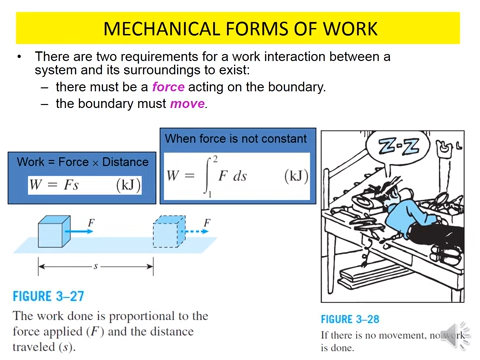 MECHANICAL FORMS OF WORK
• There are two requirements for a work interaction between a
system and its surroundings to exist:
– there must be a force acting on the boundary.
– the boundary must move.
When force is not constant
Work = Force × Distance
W = Fs (kJ)
W = ∫₁² F ds (kJ)
Z-Z
F
F
s
FIGURE 3–27
The work done is proportional to the
force applied (F) and the distance
traveled (s).
FIGURE 3–28
If there is no movement, no work
is done.